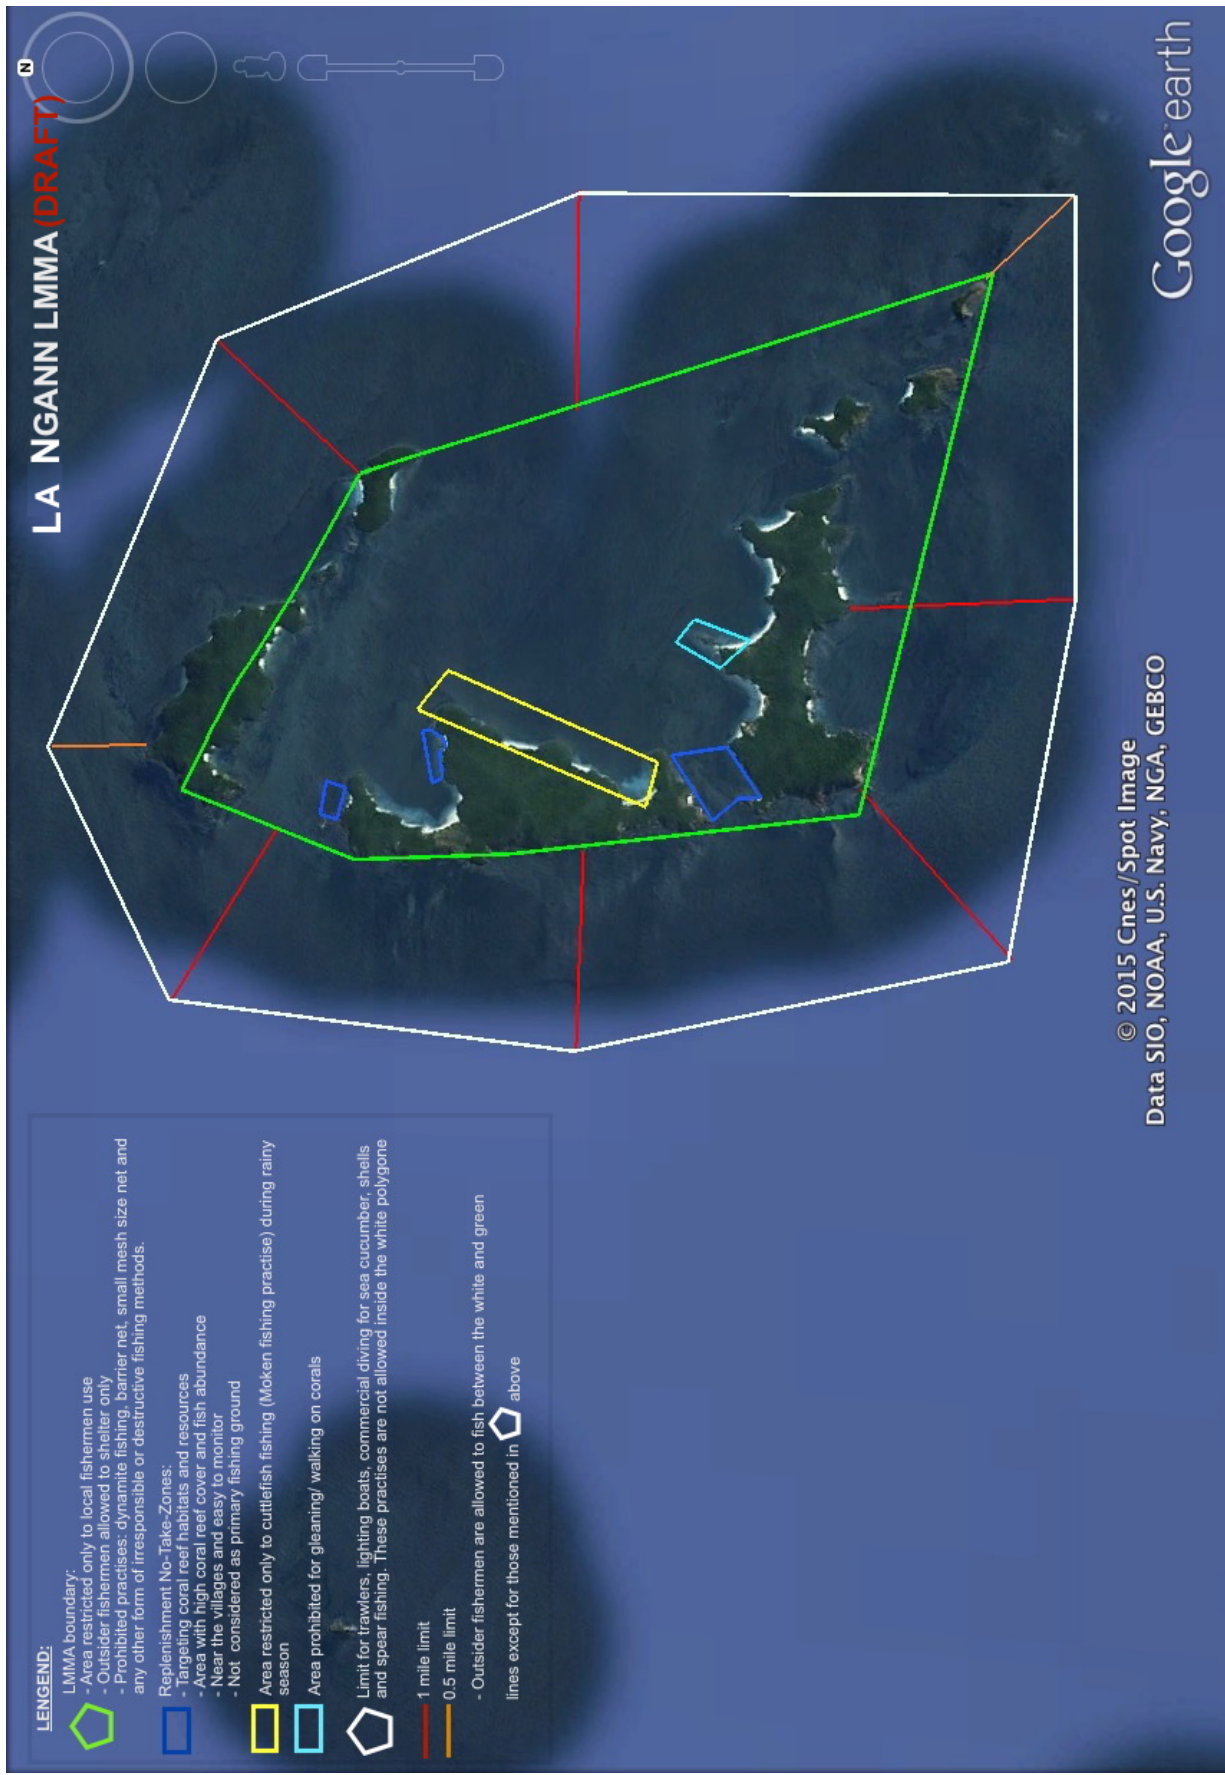 LA NGANN LMMA (DRAFT)
N
LENGEND:
LMMA boundary:
- Area restricted only to local fishermen use
- Outsider fishermen allowed to shelter only
- Prohibited practises: dynamite fishing, barrier net, small mesh size net and
any other form of irresponsible or destructive fishing methods.
Replenishment No-Take-Zones:
- Targeting coral reef habitats and resources
- Area with high coral reef cover and fish abundance
- Near the villages and easy to monitor
- Not considered as primary fishing ground
Area restricted only to cuttlefish fishing (Moken fishing practise) during rainy
season
Area prohibited for gleaning/ walking on corals
Limit for trawlers, lighting boats, commercial diving for sea cucumber, shells
and spear fishing. These practises are not allowed inside the white polygone
1 mile limit
0.5 mile limit
- Outsider fishermen are allowed to fish between the white and green
lines except for those mentioned in above
© 2015 Cnes/Spot Image
Data SIO, NOAA, U.S. Navy, NGA, GEBCO
Google earth